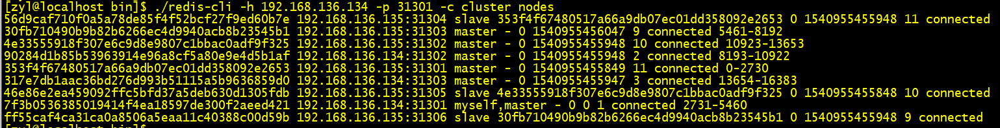 [zyl@localhost bin]$ ./redis-cli -h 192.168.136.134 -p 31301 -c cluster nodes
56d9caf710f0a5a78de85f4f52bcf27f9ed60b7e 192.168.136.135:31304 slave 353f4f67480517a66a9db07ec01dd358092e2653 0 1540955455948 11 connected
30fb710490b9b82b6266ec4d9940acb8b23545b1 192.168.136.135:31303 master - 0 1540955456047 9 connected 5461-8192
4e33555918f307e6c9d8e9807c1bbac0adf9f325 192.168.136.135:31302 master - 0 1540955455948 10 connected 10923-13653
90284d1b85b53963914e96a8cf5a80e9e4d5b1af 192.168.136.134:31302 master - 0 1540955455948 2 connected 8193-10922
353f4f67480517a66a9db07ec01dd358092e2653 192.168.136.135:31301 master - 0 1540955455849 11 connected 0-2730
317e7db1aac36bd276d993b51115a5b9636859d0 192.168.136.134:31303 master - 0 1540955455947 3 connected 13654-16383
46e86e2ea459092ffc5bfd37a5deb630d1305fdb 192.168.136.135:31305 slave 4e33555918f307e6c9d8e9807c1bbac0adf9f325 0 1540955455848 10 connected
7f3b0536385019414f4ea18597de300f2aeed421 192.168.136.134:31301 myself,master - 0 0 1 connected 2731-5460
ff55caf4ca31ca0a8506a5eaa11c40388c00d59b 192.168.136.135:31306 slave 30fb710490b9b82b6266ec4d9940acb8b23545b1 0 1540955455948 9 connected
[zyl@localhost bin]$